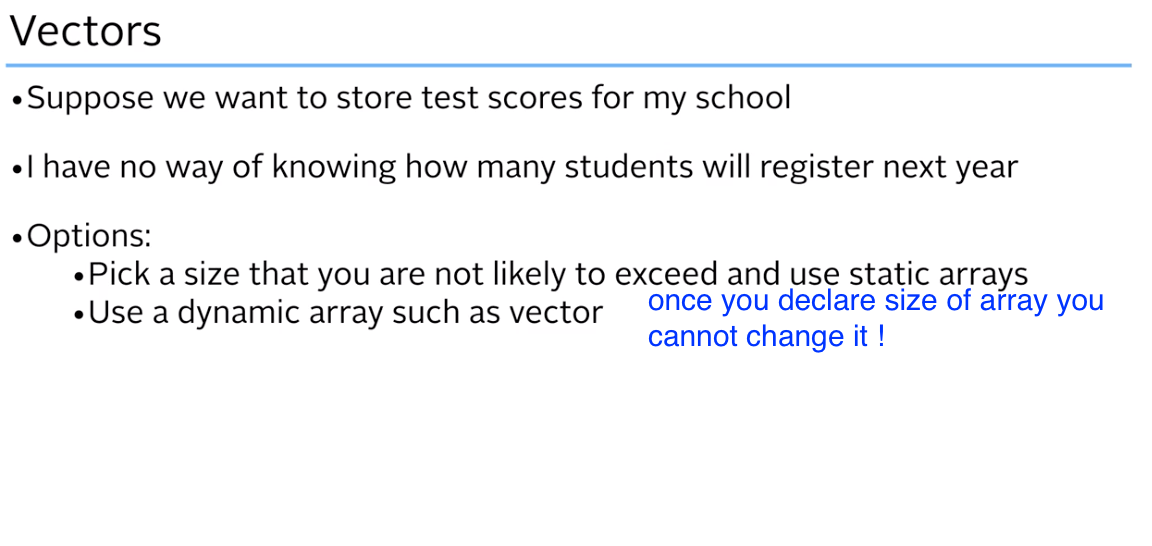 Vectors
•Suppose we want to store test scores for my school
•I have no way of knowing how many students will register next year
•Options:
•Pick a size that you are not likely to exceed and use static arrays
•Use a dynamic array such as vector
once you declare size of array you
cannot change it !